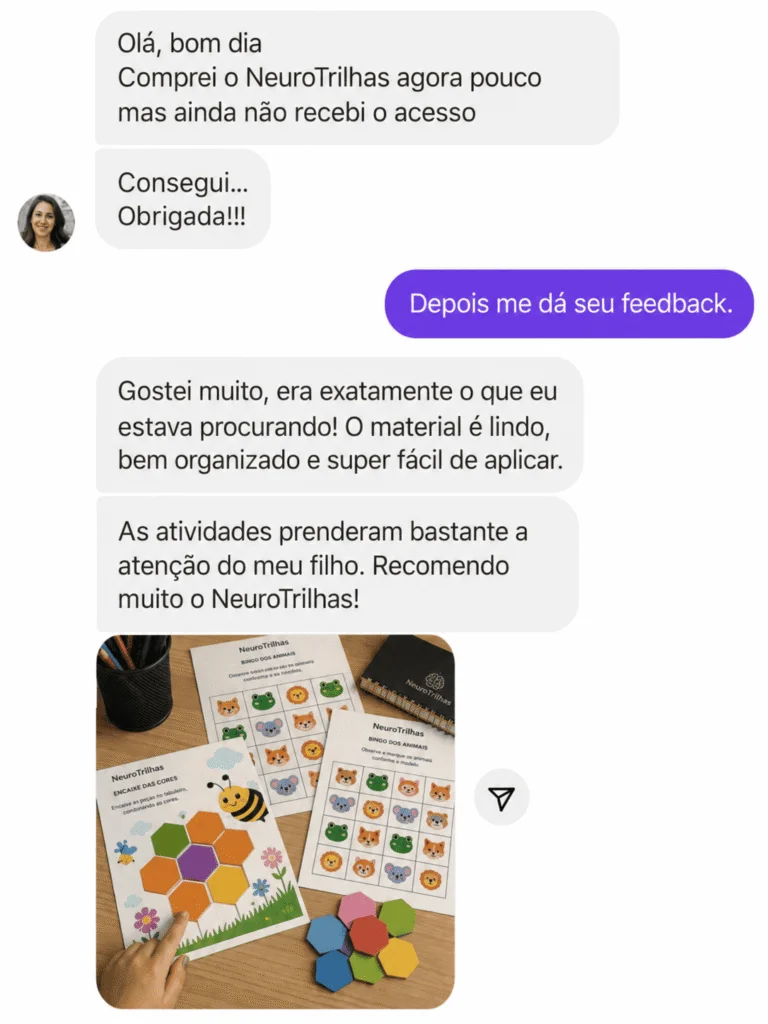 Olá, bom dia
Comprei o NeuroTrilhas agora pouco
mas ainda não recebi o acesso
Consegui...
Obrigada!!!
Depois me dá seu feedback.
Gostei muito, era exatamente o que eu
estava procurando! O material é lindo,
bem organizado e super fácil de aplicar.
As atividades prenderam bastante a
atenção do meu filho. Recomendo
muito o NeuroTrilhas!
NeuroTrilhas
BINGO DOS ANIMAIS
conforme o modelo.
NeuroTrilhas
NeuroTrilhas
BINGO DOS ANIMAIS
Observe e marque os animais
conforme o modelo
NeuroTrilhas
ENCAIXE DAS CORES
Encaixe as peças no tabuleiro,
combinando as cores.